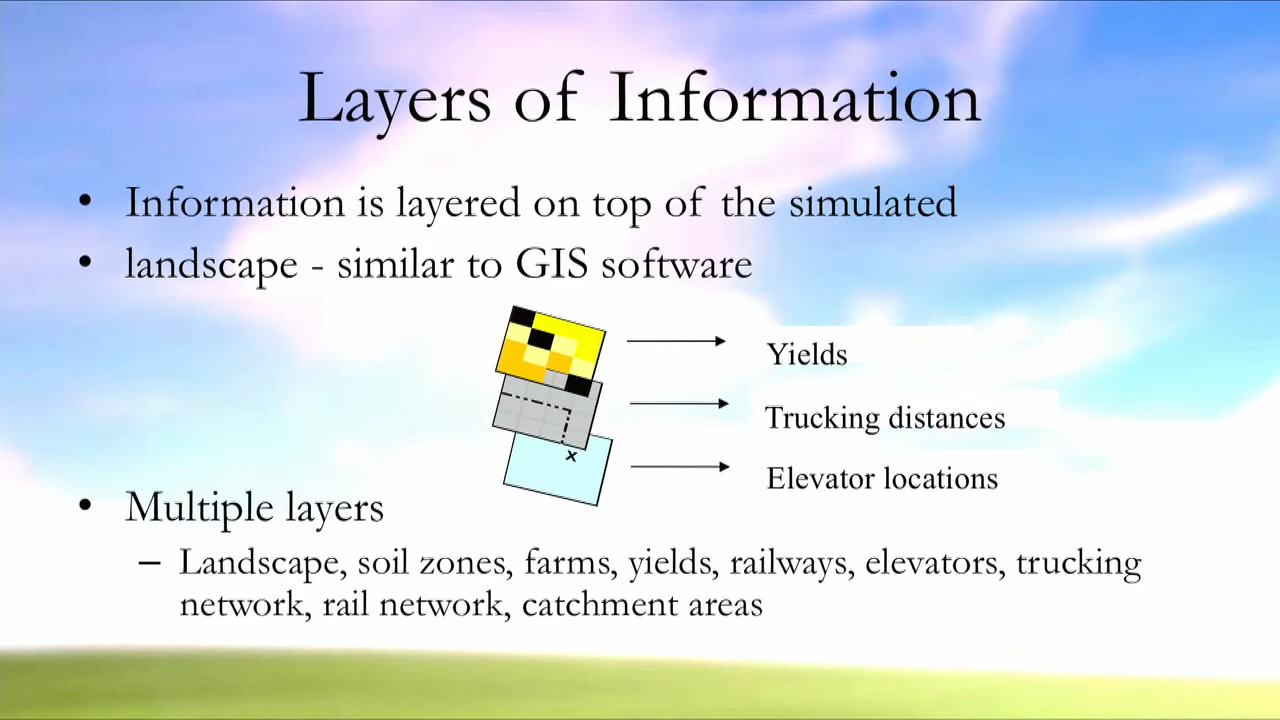 Layers of Information
• Information is layered on top of the simulated
• landscape - similar to GIS software
Yields
Trucking distances
x
Elevator locations
• Multiple layers
– Landscape, soil zones, farms, yields, railways, elevators, trucking
network, rail network, catchment areas